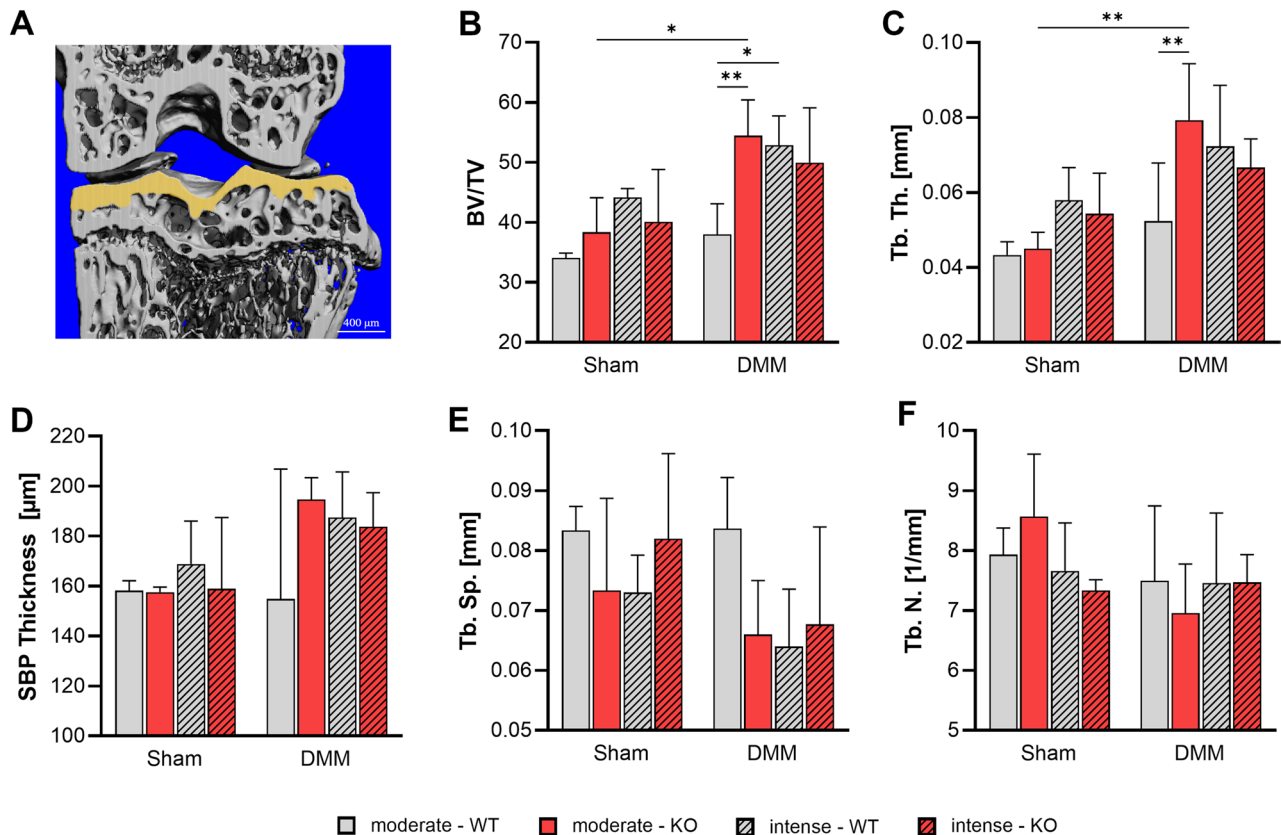 A
400 µm
B
BV/TV
70
60
50
40
30
20
*
*
**
Sham DMM
C
Tb. Th. [mm]
0.10
0.08
0.06
0.04
0.02
**
**
Sham DMM
D
SBP Thickness [µm]
220
200
180
160
140
120
100
Sham DMM
E
Tb. Sp. [mm]
0.10
0.09
0.08
0.07
0.06
0.05
Sham DMM
F
Tb. N. [1/mm]
10
9
8
7
6
5
Sham DMM
moderate - WT moderate - KO intense - WT intense - KO